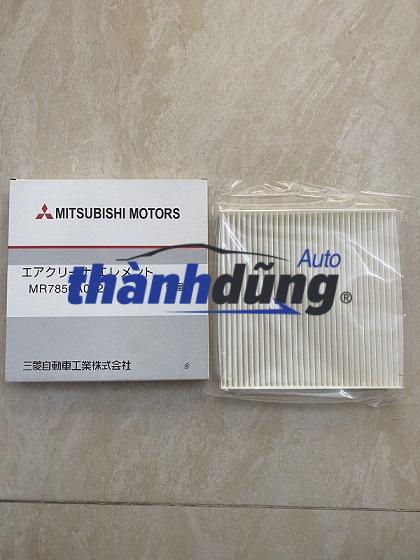 MITSUBISHI MOTORS
エアクリーナエレメント
三菱自動車工業株式会社
Auto
thànhdũng®